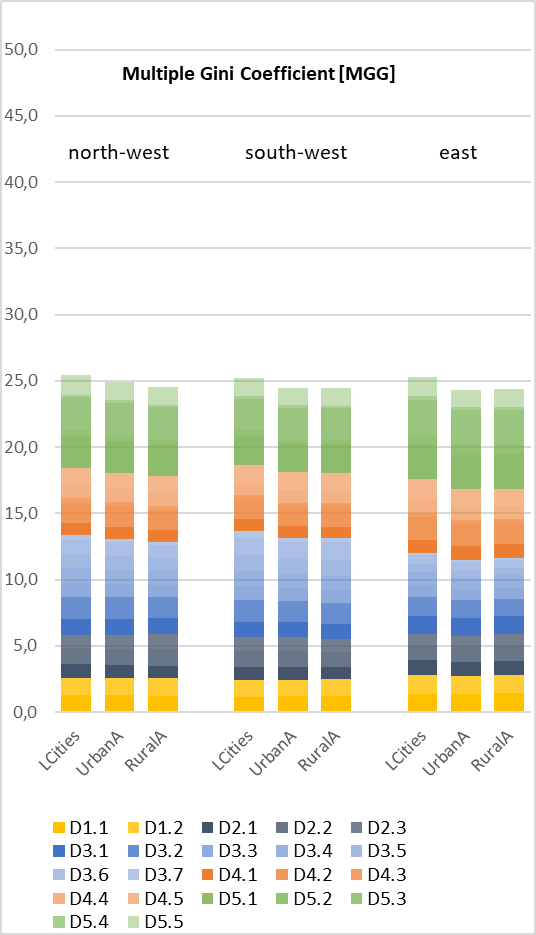 50,0
Multiple Gini Coefficient [MGG]
45,0
north-west south-west east
40,0
35,0
30,0
25,0
20,0
15,0
10,0
5,0
0,0
LCities UrbanA RuralA LCities UrbanA RuralA LCities UrbanA RuralA
D1.1 D1.2 D2.1 D2.2 D2.3
D3.1 D3.2 D3.3 D3.4 D3.5
D3.6 D3.7 D4.1 D4.2 D4.3
D4.4 D4.5 D5.1 D5.2 D5.3
D5.4 D5.5